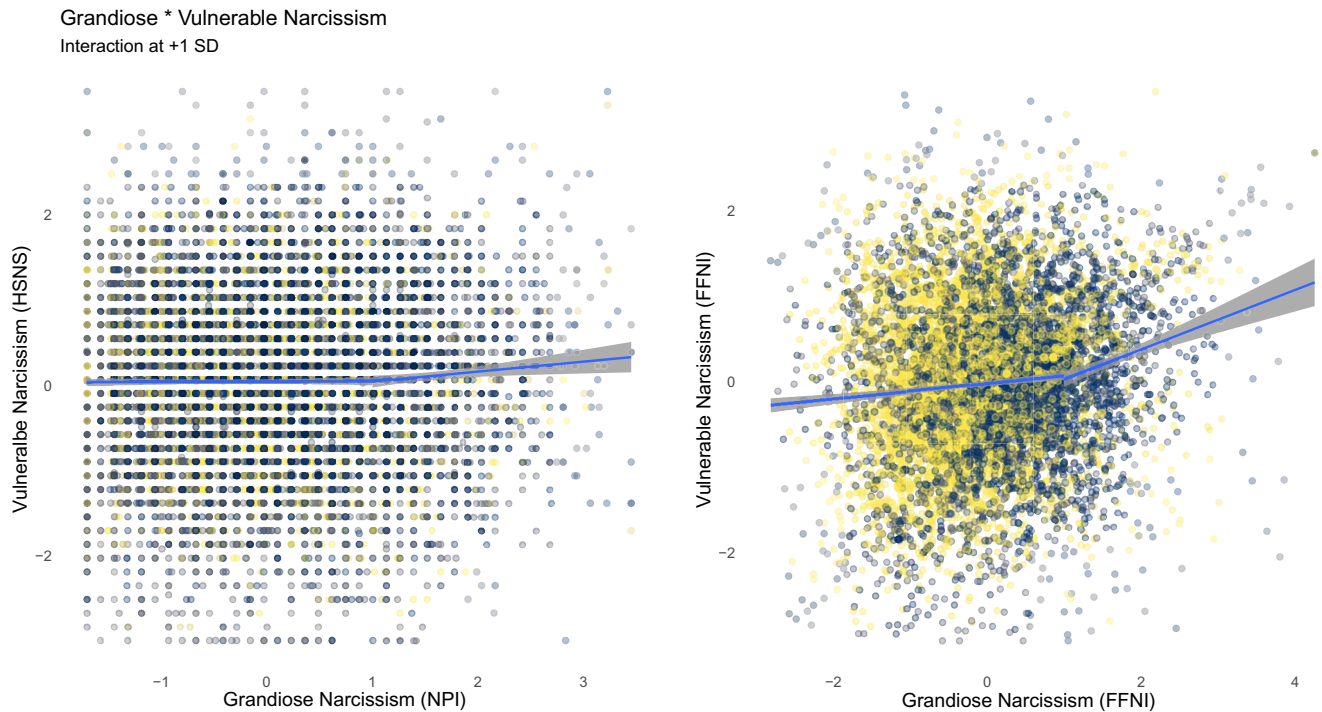 Grandiose * Vulnerable Narcissism
Interaction at +1 SD
Vulneralbe Narcissism (HSNS)
2
0
−2
−1
0
1
2
3
Grandiose Narcissism (NPI)
Vulnerable Narcissism (FFNI)
2
0
−2
−2
0
2
4
Grandiose Narcissism (FFNI)